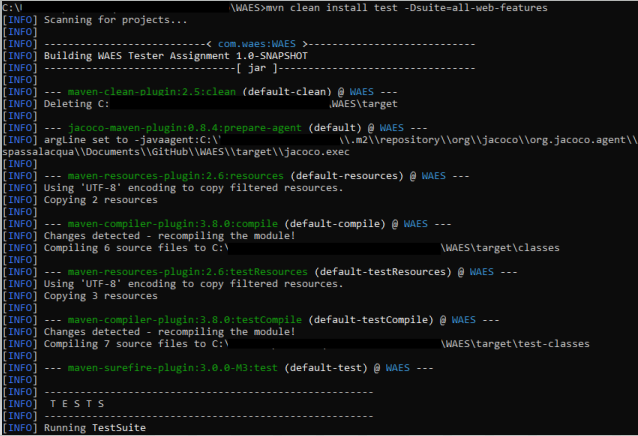 C:\ \WAES>mvn clean install test -Dsuite=all-web-features
[INFO] Scanning for projects...
[INFO]
[INFO] ---------------------------< com.waes:WAES >----------------------------
[INFO] Building WAES Tester Assignment 1.0-SNAPSHOT
[INFO] --------------------------------[ jar ]---------------------------------
[INFO]
[INFO] --- maven-clean-plugin:2.5:clean (default-clean) @ WAES ---
[INFO] Deleting C: WAES\target
[INFO]
[INFO] --- jacoco-maven-plugin:0.8.4:prepare-agent (default) @ WAES ---
[INFO] argLine set to -javaagent:C:\ \\.m2\\repository\\org\\jacoco\\org.jacoco.agent\\
spassalacqua\\Documents\\GitHub\\WAES\\target\\jacoco.exec
[INFO]
[INFO] --- maven-resources-plugin:2.6:resources (default-resources) @ WAES ---
[INFO] Using 'UTF-8' encoding to copy filtered resources.
[INFO] Copying 2 resources
[INFO]
[INFO] --- maven-compiler-plugin:3.8.0:compile (default-compile) @ WAES ---
[INFO] Changes detected - recompiling the module!
[INFO] Compiling 6 source files to C:\ \WAES\target\classes
[INFO]
[INFO] --- maven-resources-plugin:2.6:testResources (default-testResources) @ WAES ---
[INFO] Using 'UTF-8' encoding to copy filtered resources.
[INFO] Copying 3 resources
[INFO]
[INFO] --- maven-compiler-plugin:3.8.0:testCompile (default-testCompile) @ WAES ---
[INFO] Changes detected - recompiling the module!
[INFO] Compiling 7 source files to C:\ \WAES\target\test-classes
[INFO]
[INFO] --- maven-surefire-plugin:3.0.0-M3:test (default-test) @ WAES ---
[INFO]
[INFO] -------------------------------------------------------
[INFO] T E S T S
[INFO] -------------------------------------------------------
[INFO] Running TestSuite